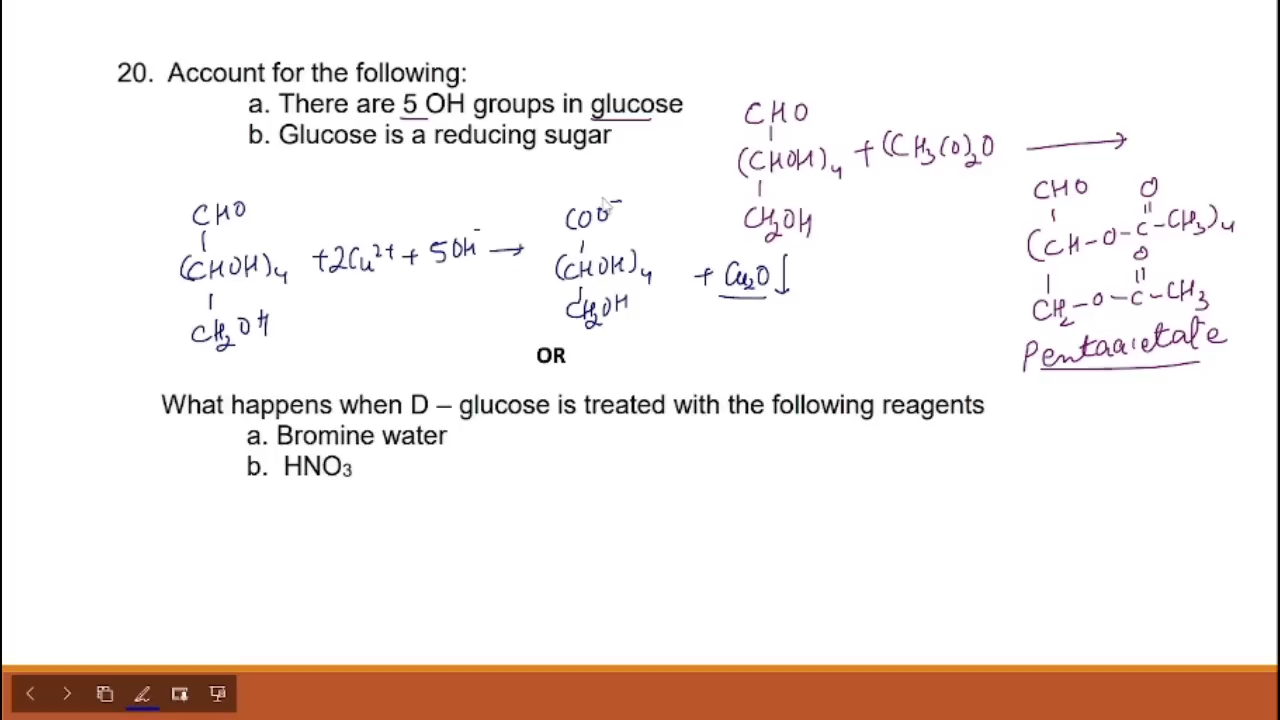 20. Account for the following:
a. There are 5 OH groups in glucose
b. Glucose is a reducing sugar
CHO
(CHOH)4 + (CH3CO)2O
CH2OH
CHO
O
(CH-O-C-CH3)4
O
CH2-O-C-CH3
Pentaacetate
CHO
(CHOH)4 +2Cu2+ + 5OH- →
CH2OH
COO-
(CHOH)4 + Cu2O↓
CH2OH
OR
What happens when D – glucose is treated with the following reagents
a. Bromine water
b. HNO3